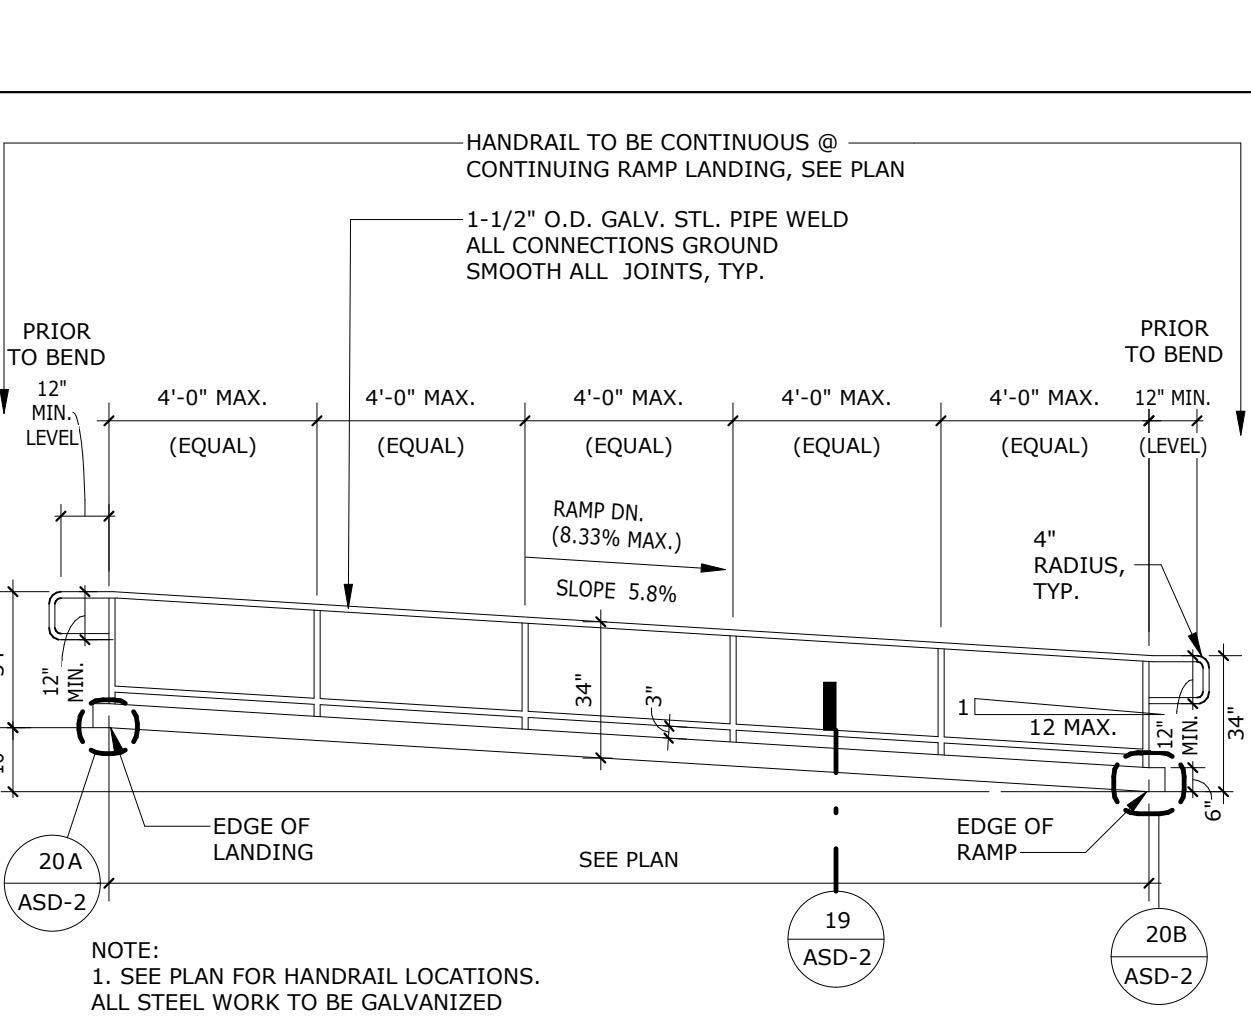 HANDRAIL TO BE CONTINUOUS @
CONTINUING RAMP LANDING, SEE PLAN
1-1/2" O.D. GALV. STL. PIPE WELD
ALL CONNECTIONS GROUND
SMOOTH ALL JOINTS, TYP.
PRIOR
TO BEND
PRIOR
TO BEND
12"
MIN.
LEVEL
4'-0" MAX.
(EQUAL)
4'-0" MAX.
(EQUAL)
4'-0" MAX.
(EQUAL)
4'-0" MAX.
(EQUAL)
4'-0" MAX.
(EQUAL)
12" MIN.
(LEVEL)
RAMP DN.
(8.33% MAX.)
SLOPE 5.8%
4"
RADIUS,
TYP.
12"
MIN.
34"
3"
1
12 MAX.
12"
MIN.
34"
6"
EDGE OF
LANDING
EDGE OF
RAMP
SEE PLAN
20A
ASD-2
19
ASD-2
20B
ASD-2
NOTE:
1. SEE PLAN FOR HANDRAIL LOCATIONS.
ALL STEEL WORK TO BE GALVANIZED